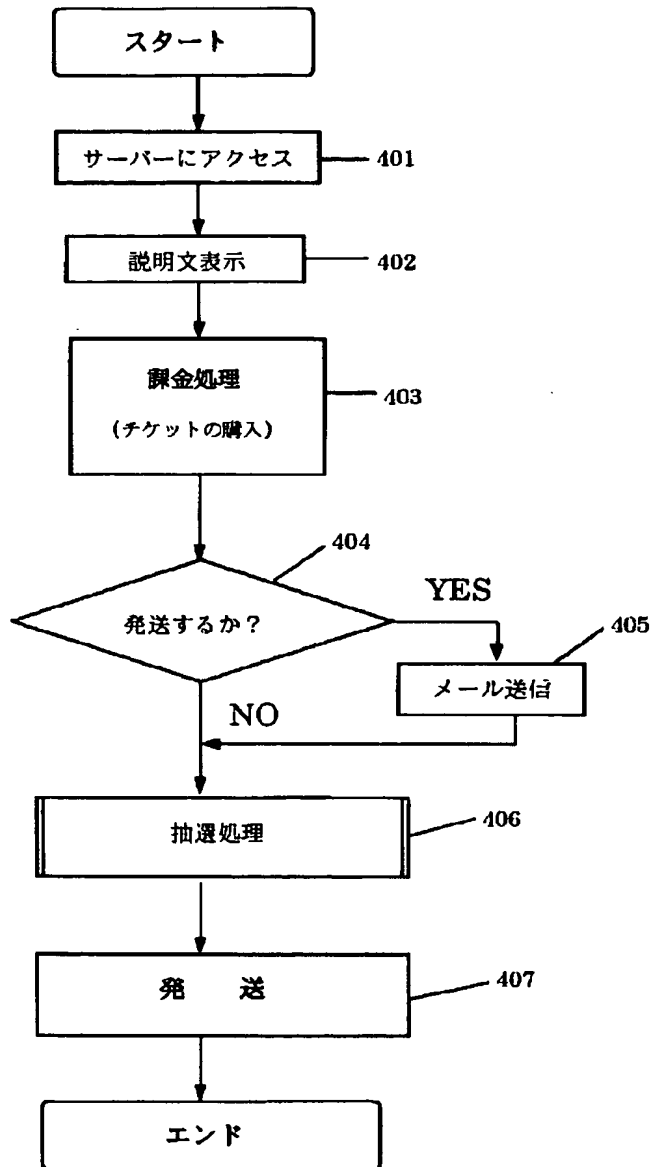 スタート
サーバーにアクセス
401
説明文表示
402
課金処理
(チケットの購入)
403
404
発送するか?
YES
405
メール送信
NO
抽選処理
406
発 送
407
エンド